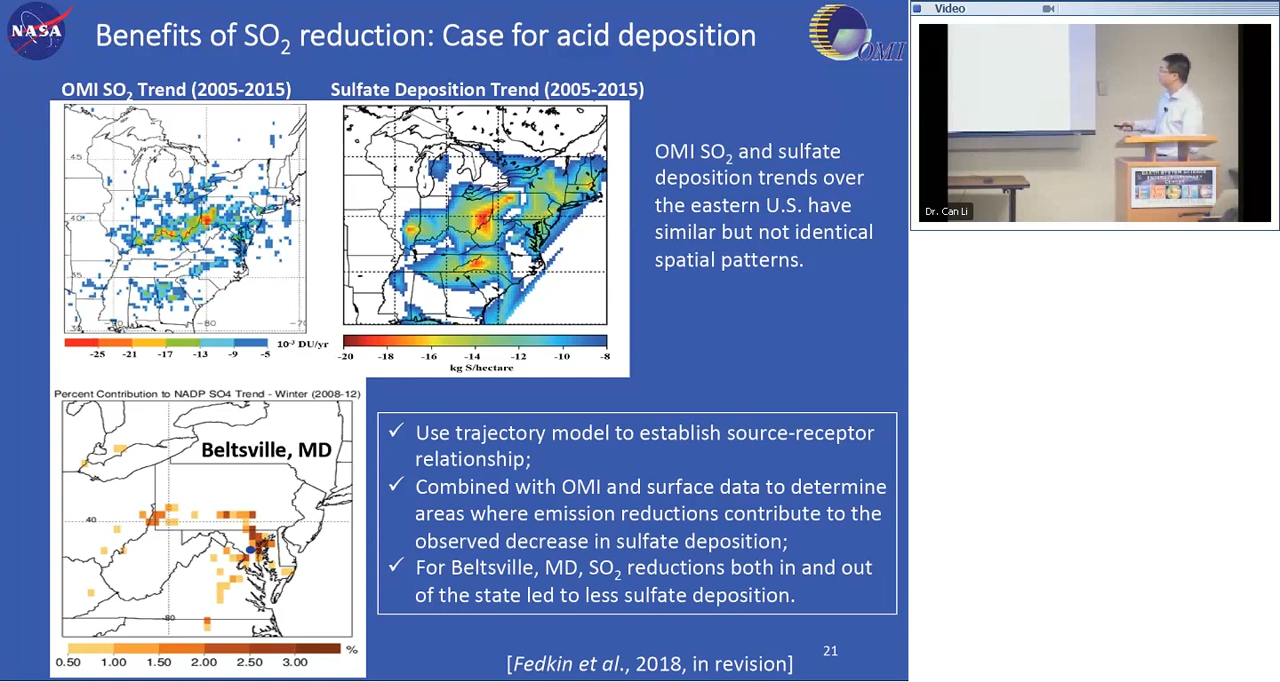 NASA
Benefits of SO2 reduction: Case for acid deposition
OMI
Video
OMI SO2 Trend (2005-2015)
Sulfate Deposition Trend (2005-2015)
45
40
35
30
-80
-70
-25 -21 -17 -13 -9 -5
10-3 DU/yr
-20 -18 -16 -14 -12 -10 -8
kg S/hectare
OMI SO2 and sulfate
deposition trends over
the eastern U.S. have
similar but not identical
spatial patterns.
EARTH SYSTEM SCIENCE
INTERDISCIPLINARY
CENTER
Dr. Can Li
Percent Contribution to NADP SO4 Trend - Winter (2008-12)
Beltsville, MD
40
-80
0.50 1.00 1.50 2.00 2.50 3.00
%
✓ Use trajectory model to establish source-receptor
relationship;
✓ Combined with OMI and surface data to determine
areas where emission reductions contribute to the
observed decrease in sulfate deposition;
✓ For Beltsville, MD, SO2 reductions both in and out
of the state led to less sulfate deposition.
[Fedkin et al., 2018, in revision]
21